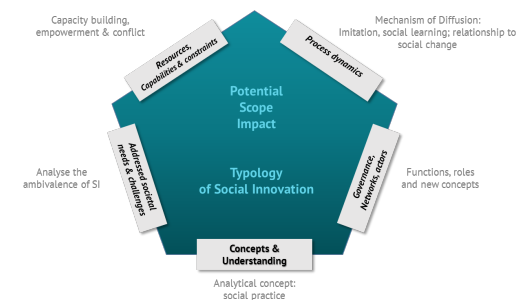 Capacity building,
empowerment & conflict
Mechanism of Diffusion:
Imitation, social learning; relationship to
social change
Resources,
Capabilities & constraints
Process dynamics
Potential
Scope
Impact
Addressed societal
needs & challenges
Governance,
Networks, actors
Analyse the
ambivalence of SI
Typology
of Social Innovation
Functions, roles
and new concepts
Concepts &
Understanding
Analytical concept:
social practice